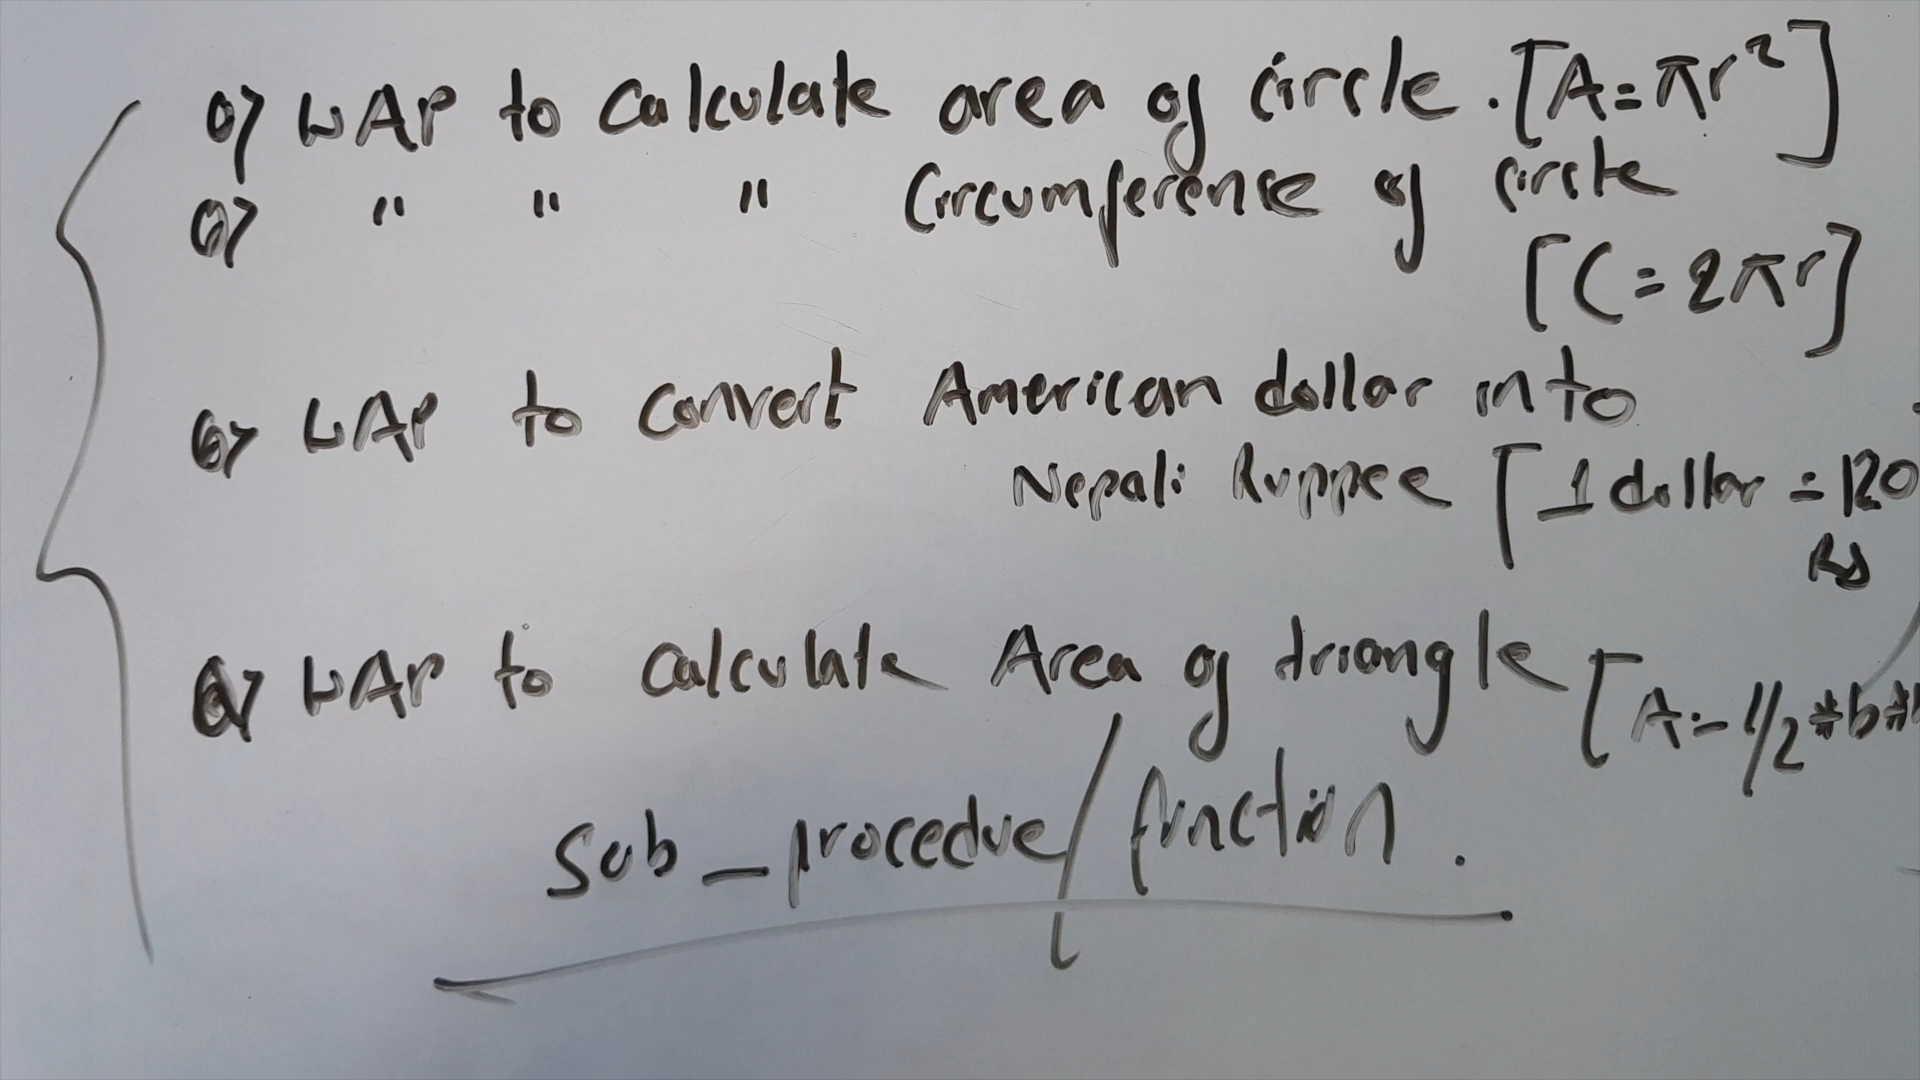 Q) WAP to Calculate area of circle. [A=πr²]
Q) " " " Circumference of circle
[C=2πr]
Q) WAP to convert American dollar into
Nepali Ruppee [1 dollar = 120
Rs
Q) WAP to calculate Area of triangle [A=1/2*b*h
Sub_procedue/function.